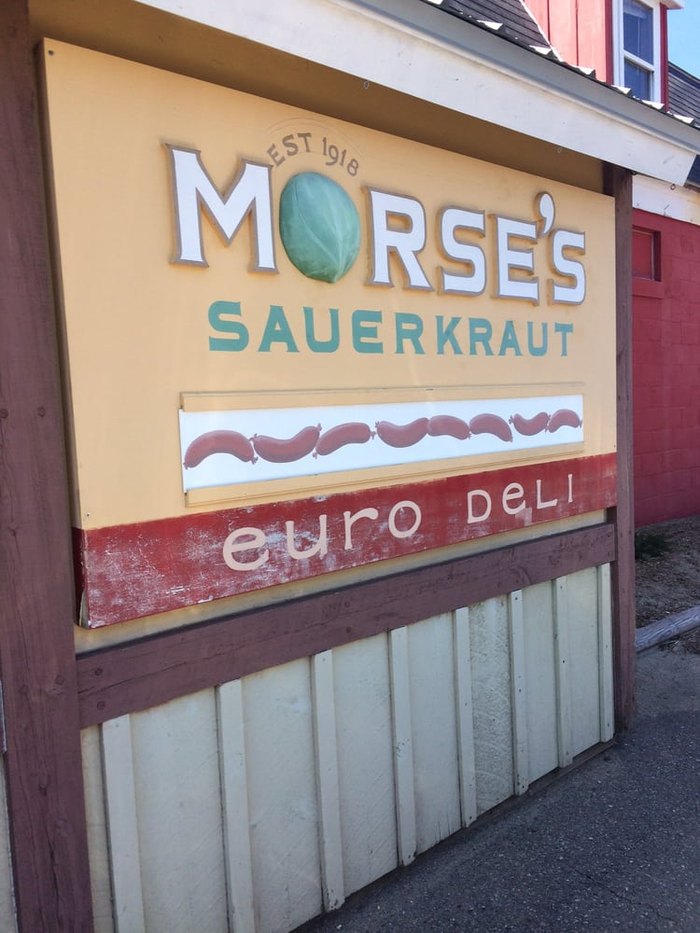 EST 1918
MORSE'S
SAUERKRAUT
euro DeLI